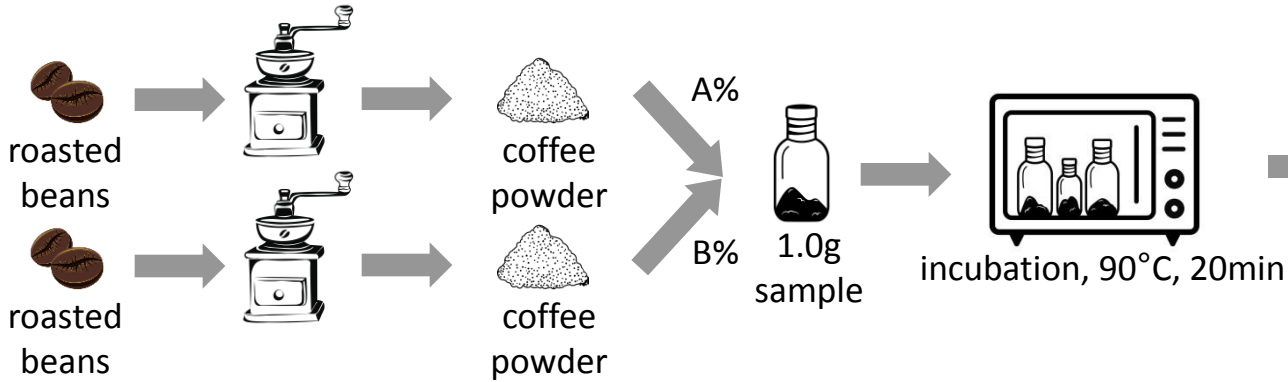 roasted
beans
coffee
powder
A%
B%
1.0g
sample
incubation, 90°C, 20min
roasted
beans
coffee
powder